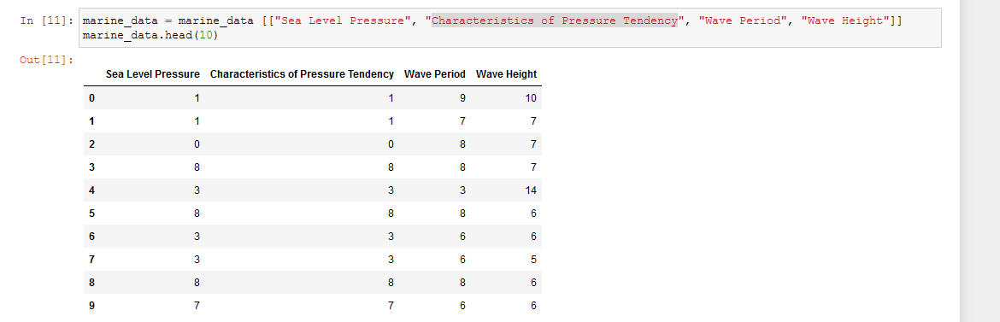 In [11]: marine_data = marine_data [["Sea Level Pressure", "Characteristics of Pressure Tendency", "Wave Period", "Wave Height"]]
marine_data.head(10)
Out[11]:
Sea Level Pressure Characteristics of Pressure Tendency Wave Period Wave Height
0 1 1 9 10
1 1 1 7 7
2 0 0 8 7
3 8 8 8 7
4 3 3 3 14
5 8 8 8 6
6 3 3 6 6
7 3 3 6 5
8 8 8 8 6
9 7 7 6 6